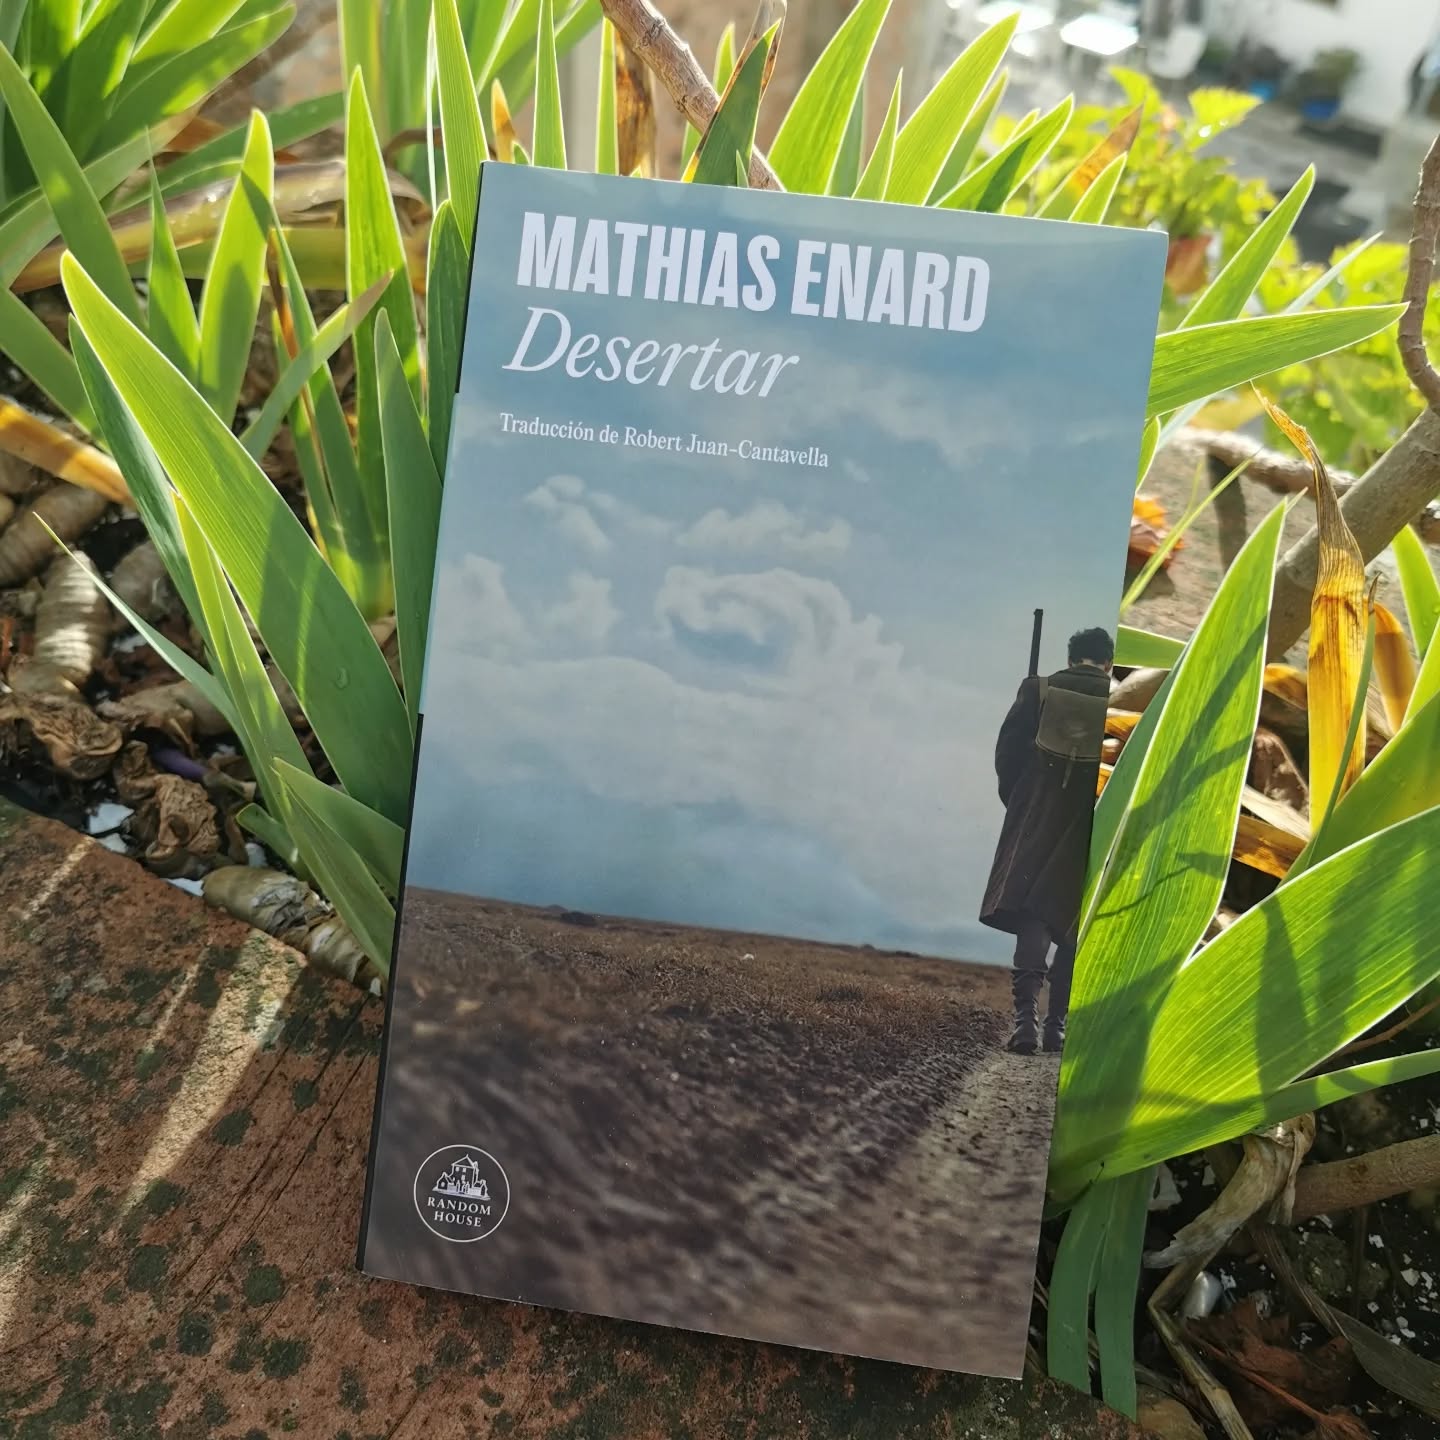 MATHIAS ENARD
Desertar
Traducción de Robert Juan-Cantavella
RANDOM
HOUSE